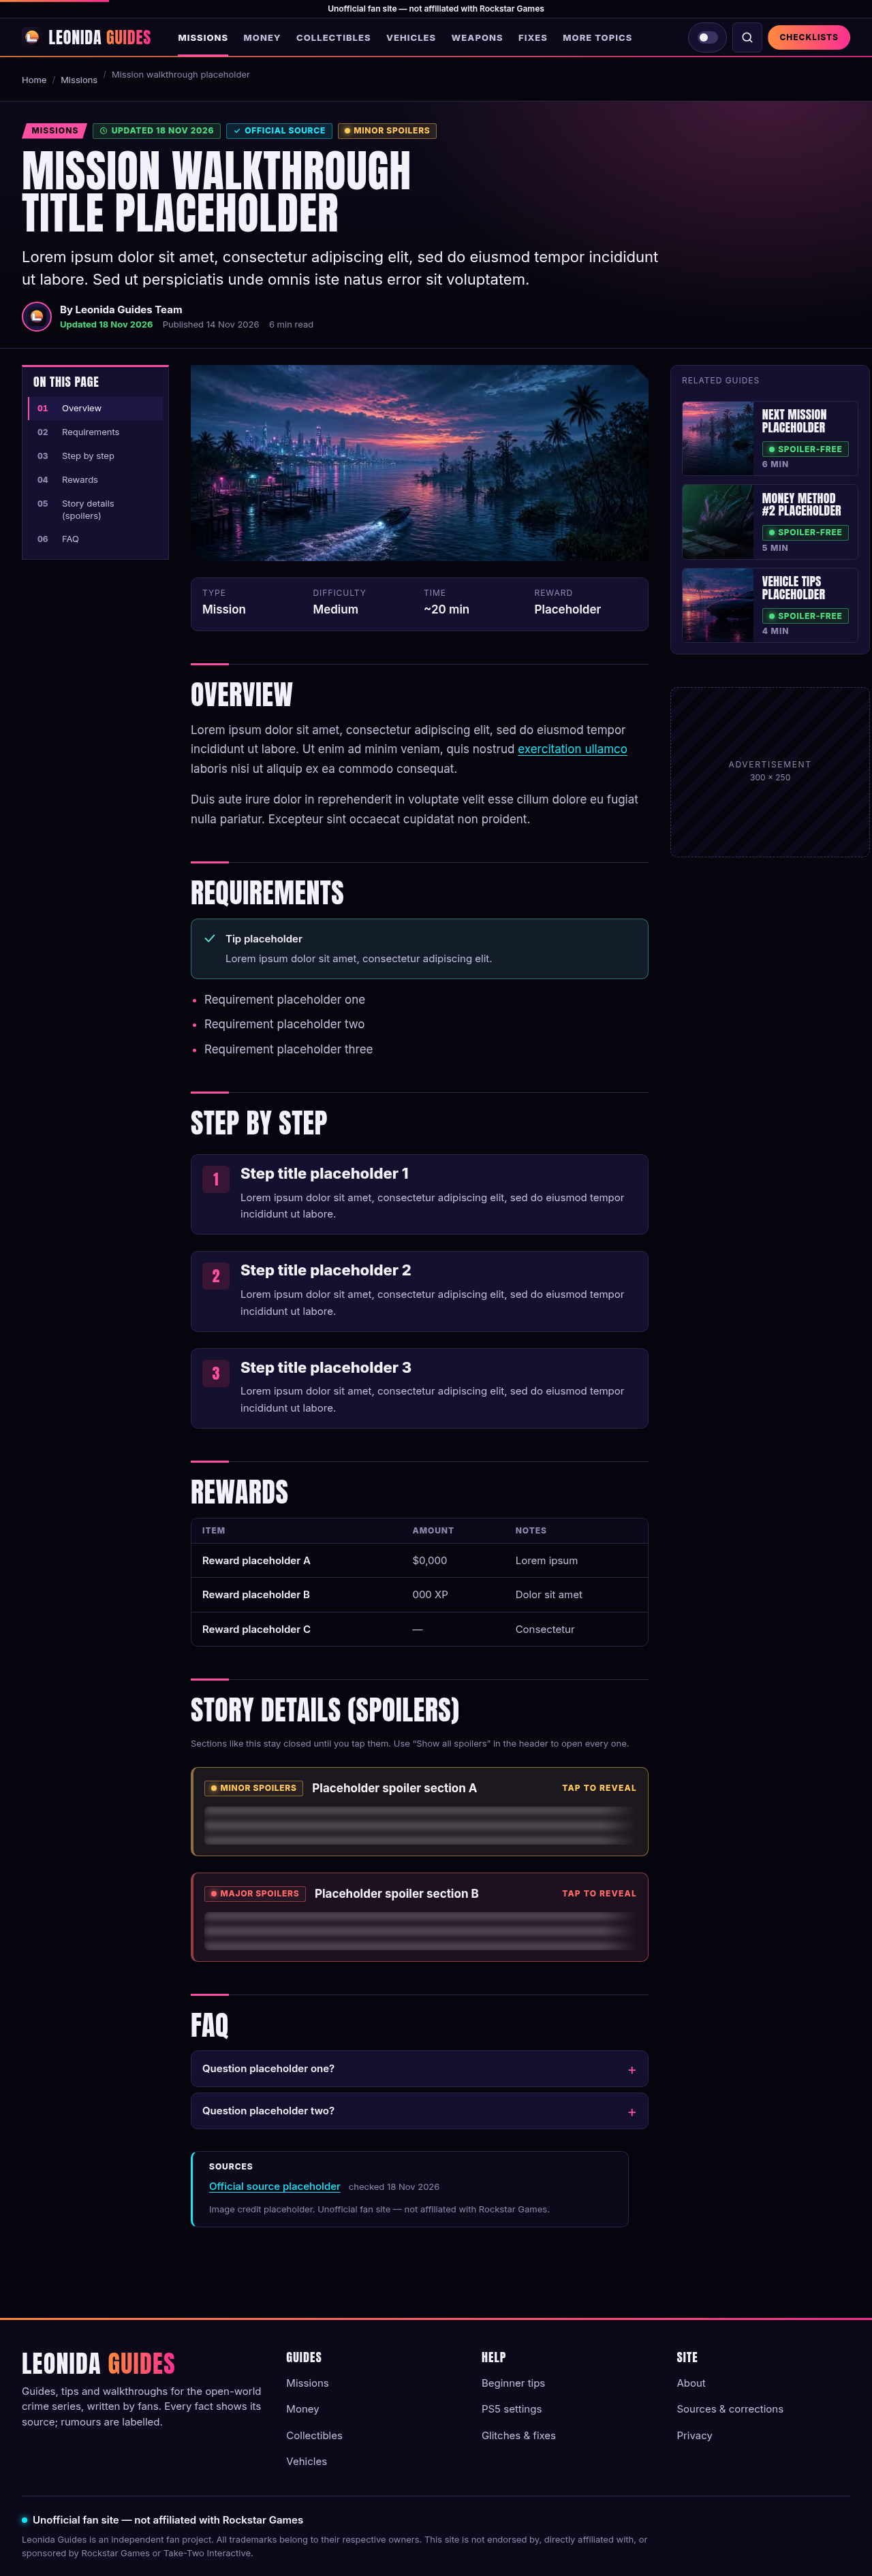 Unofficial fan site — not affiliated with Rockstar Games
LEONIDA GUIDES
MISSIONS
MONEY
COLLECTIBLES
VEHICLES
WEAPONS
FIXES
MORE TOPICS
CHECKLISTS
Home / Missions / Mission walkthrough placeholder
MISSIONS
UPDATED 18 NOV 2026
OFFICIAL SOURCE
MINOR SPOILERS
MISSION WALKTHROUGH
TITLE PLACEHOLDER
Lorem ipsum dolor sit amet, consectetur adipiscing elit, sed do eiusmod tempor incididunt
ut labore. Sed ut perspiciatis unde omnis iste natus error sit voluptatem.
By Leonida Guides Team
Updated 18 Nov 2026 Published 14 Nov 2026 6 min read
ON THIS PAGE
01 Overview
02 Requirements
03 Step by step
04 Rewards
05 Story details
(spoilers)
06 FAQ
TYPE
Mission
DIFFICULTY
Medium
TIME
~20 min
REWARD
Placeholder
OVERVIEW
Lorem ipsum dolor sit amet, consectetur adipiscing elit, sed do eiusmod tempor
incididunt ut labore. Ut enim ad minim veniam, quis nostrud exercitation ullamco
laboris nisi ut aliquip ex ea commodo consequat.
Duis aute irure dolor in reprehenderit in voluptate velit esse cillum dolore eu fugiat
nulla pariatur. Excepteur sint occaecat cupidatat non proident.
REQUIREMENTS
Tip placeholder
Lorem ipsum dolor sit amet, consectetur adipiscing elit.
• Requirement placeholder one
• Requirement placeholder two
• Requirement placeholder three
STEP BY STEP
1 Step title placeholder 1
Lorem ipsum dolor sit amet, consectetur adipiscing elit, sed do eiusmod tempor
incididunt ut labore.
2 Step title placeholder 2
Lorem ipsum dolor sit amet, consectetur adipiscing elit, sed do eiusmod tempor
incididunt ut labore.
3 Step title placeholder 3
Lorem ipsum dolor sit amet, consectetur adipiscing elit, sed do eiusmod tempor
incididunt ut labore.
REWARDS
ITEM AMOUNT NOTES
Reward placeholder A $0,000 Lorem ipsum
Reward placeholder B 000 XP Dolor sit amet
Reward placeholder C — Consectetur
STORY DETAILS (SPOILERS)
Sections like this stay closed until you tap them. Use “Show all spoilers” in the header to open every one.
MINOR SPOILERS Placeholder spoiler section A TAP TO REVEAL
MAJOR SPOILERS Placeholder spoiler section B TAP TO REVEAL
FAQ
Question placeholder one? +
Question placeholder two? +
SOURCES
Official source placeholder checked 18 Nov 2026
Image credit placeholder. Unofficial fan site — not affiliated with Rockstar Games.
RELATED GUIDES
NEXT MISSION
PLACEHOLDER
SPOILER-FREE
6 MIN
MONEY METHOD
#2 PLACEHOLDER
SPOILER-FREE
5 MIN
VEHICLE TIPS
PLACEHOLDER
SPOILER-FREE
4 MIN
ADVERTISEMENT
300 × 250
LEONIDA GUIDES
Guides, tips and walkthroughs for the open-world
crime series, written by fans. Every fact shows its
source; rumours are labelled.
GUIDES
Missions
Money
Collectibles
Vehicles
HELP
Beginner tips
PS5 settings
Glitches & fixes
SITE
About
Sources & corrections
Privacy
Unofficial fan site — not affiliated with Rockstar Games
Leonida Guides is an independent fan project. All trademarks belong to their respective owners. This site is not endorsed by, directly affiliated with, or
sponsored by Rockstar Games or Take-Two Interactive.